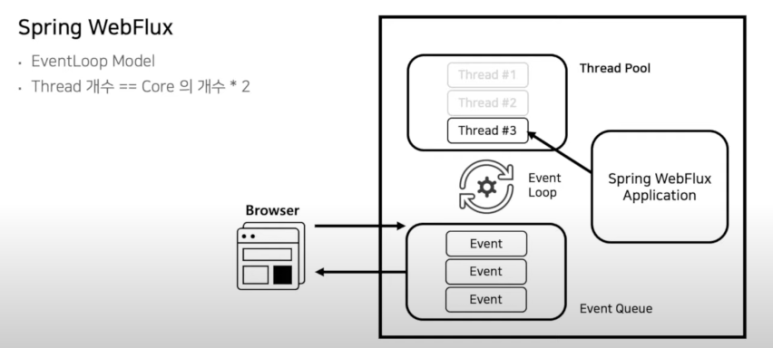 Spring WebFlux
• EventLoop Model
• Thread 개수 == Core 의 개수 * 2
Thread #1
Thread #2
Thread #3
Thread Pool
Event
Loop
Spring WebFlux
Application
Browser
Event
Event
Event
Event Queue